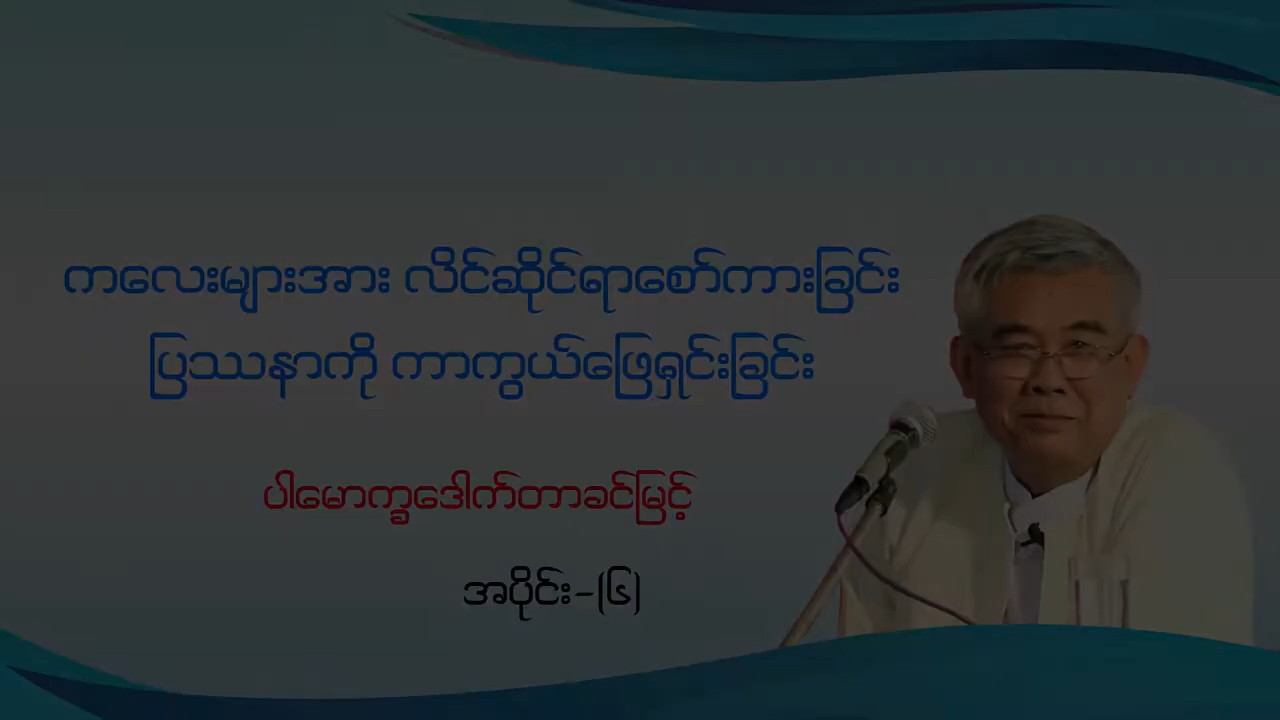 ကလေးများအား လိင်ဆိုင်ရာစော်ကားခြင်း
ပြဿနာကို ကာကွယ်ဖြေရှင်းခြင်း
ပါမောက္ခဒေါက်တာခင်မြင့်
အပိုင်း-(၆)